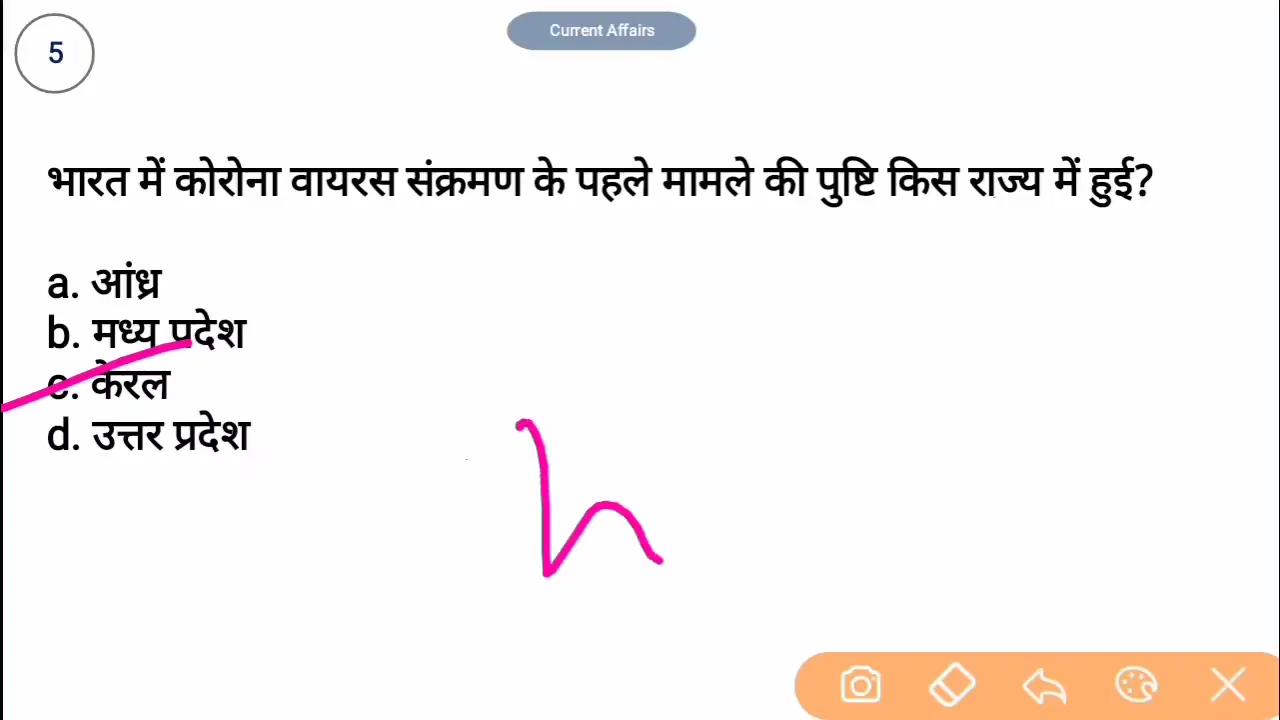 5
Current Affairs
भारत में कोरोना वायरस संक्रमण के पहले मामले की पुष्टि किस राज्य में हुई?
a. आंध्र
b. मध्य प्रदेश
c. केरल
d. उत्तर प्रदेश
h